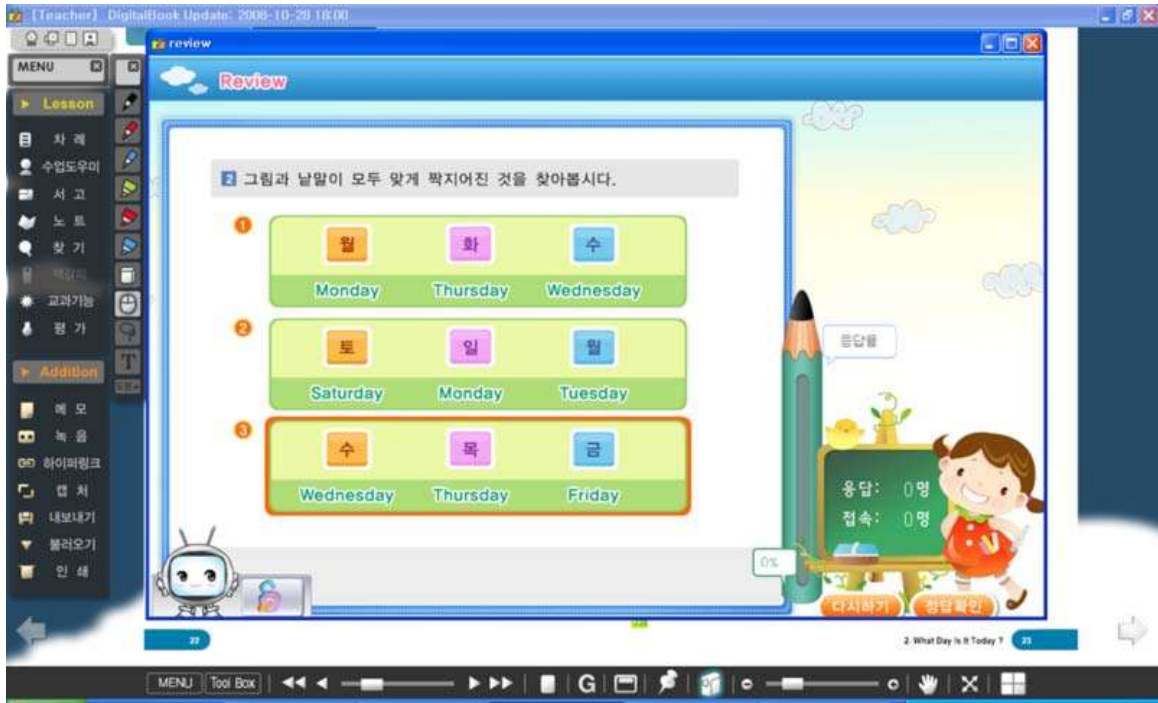 [Teacher] DigitalBook Update: 2008-10-28 18:00
review
MENU
Review
Lesson
차 례
수업도우미
서 고
노 트
찾 기
책갈피
교과기능
평 가
Addition
메 모
녹 음
하이퍼링크
캡 처
내보내기
불러오기
인 쇄
T
2 그림과 낱말이 모두 맞게 짝지어진 것을 찾아봅시다.
1
월 화 수
Monday Thursday Wednesday
2
토 일 월
Saturday Monday Tuesday
3
수 목 금
Wednesday Thursday Friday
응답률
응답: 0명
접속: 0명
0%
다시하기 정답확인
22
2. What Day Is It Today ? 23
MENU Tool Box G